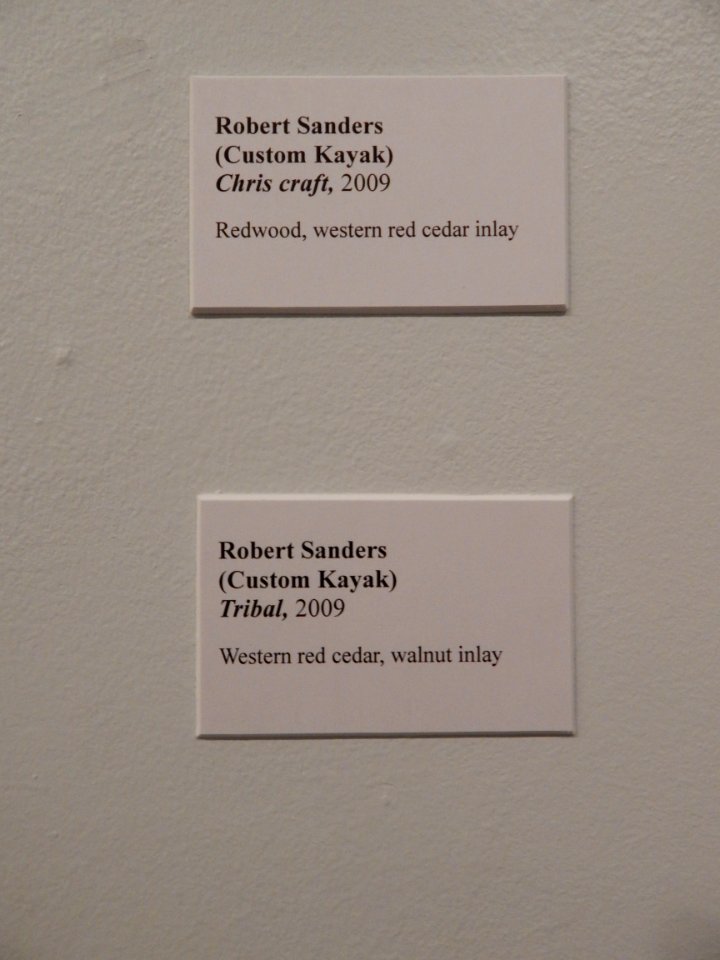 Robert Sanders
(Custom Kayak)
Chris craft, 2009
Redwood, western red cedar inlay
Robert Sanders
(Custom Kayak)
Tribal, 2009
Western red cedar, walnut inlay